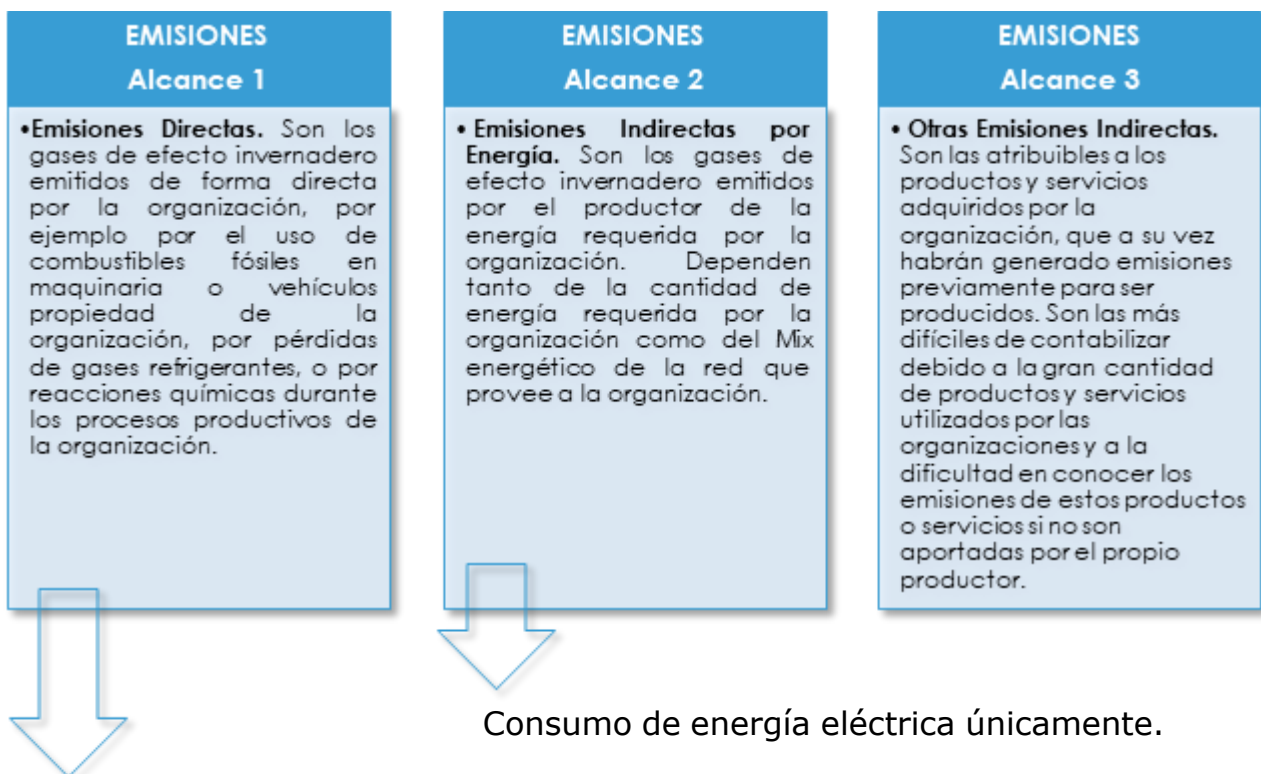 EMISIONES
Alcance 1
•Emisiones Directas. Son los
gases de efecto invernadero
emitidos de forma directa
por la organización, por
ejemplo por el uso de
combustibles fósiles en
maquinaria o vehículos
propiedad de la
organización, por pérdidas
de gases refrigerantes, o por
reacciones químicas durante
los procesos productivos de
la organización.
EMISIONES
Alcance 2
• Emisiones Indirectas por
Energía. Son los gases de
efecto invernadero emitidos
por el productor de la
energía requerida por la
organización. Dependen
tanto de la cantidad de
energía requerida por la
organización como del Mix
energético de la red que
provee a la organización.
EMISIONES
Alcance 3
• Otras Emisiones Indirectas.
Son las atribuibles a los
productos y servicios
adquiridos por la
organización, que a su vez
habrán generado emisiones
previamente para ser
producidos. Son las más
difíciles de contabilizar
debido a la gran cantidad
de productos y servicios
utilizados por las
organizaciones y a la
dificultad en conocer los
emisiones de estos productos
o servicios si no son
aportadas por el propio
productor.
Consumo de energía eléctrica únicamente.